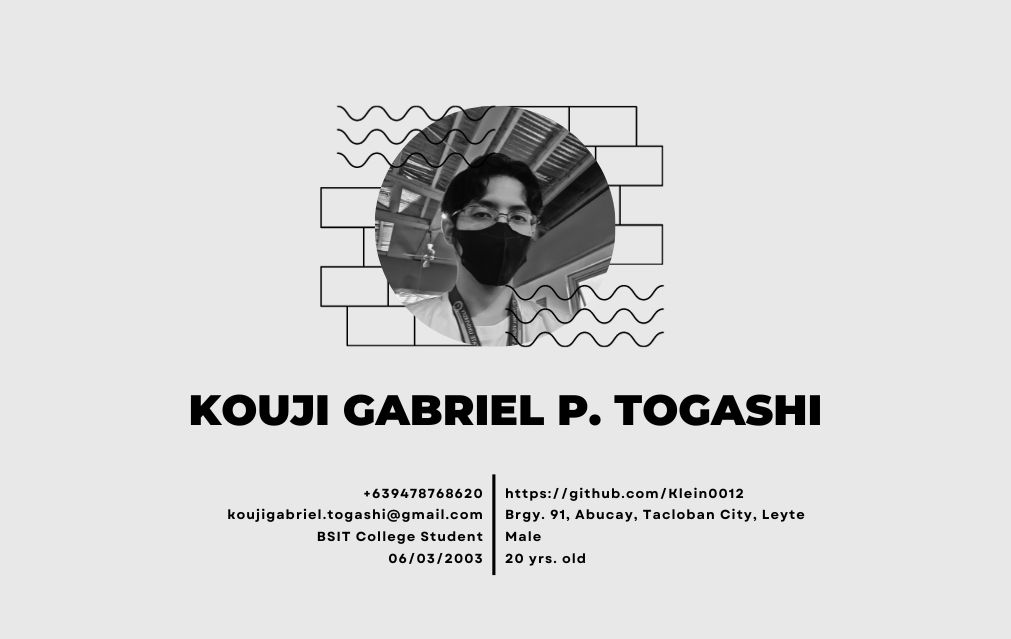 KOUJI GABRIEL P. TOGASHI
+639478768620
koujigabriel.togashi@gmail.com
BSIT College Student
06/03/2003
https://github.com/Klein0012
Brgy. 91, Abucay, Tacloban City, Leyte
Male
20 yrs. old